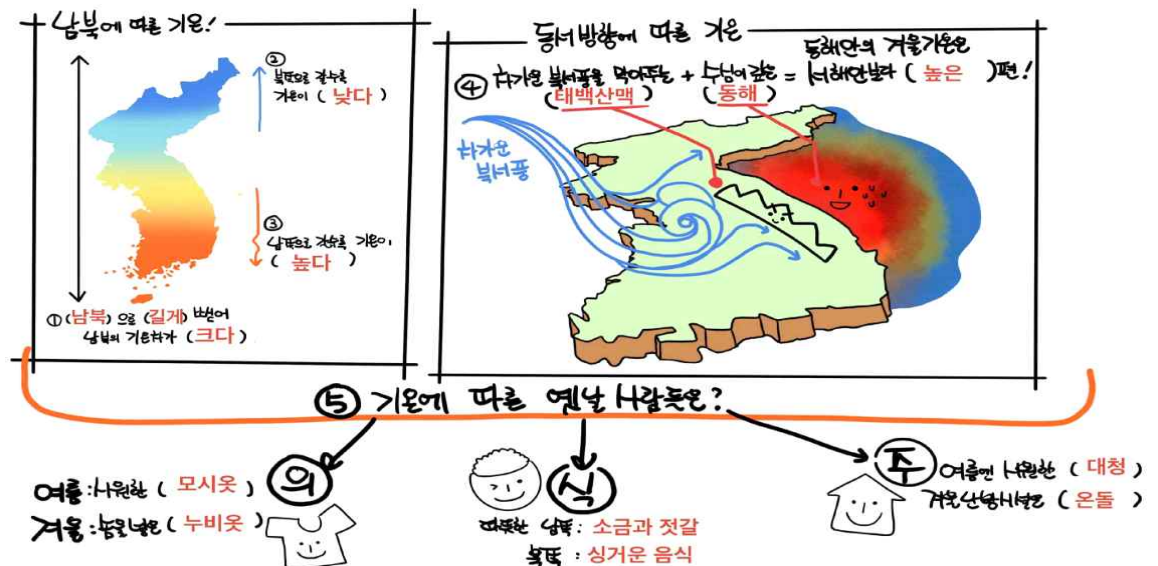 남북에 따른 기온!
② 북쪽으로 갈수록
기온이 ( 낮다 )
③ 남쪽으로 갈수록 기온이
( 높다 )
① (남북) 으로 (길게) 뻗어
남북의 기온차가 ( 크다 )
동서방향에 따른 기온
④ 차가운 북서풍을 막아주는 + 수심이 깊은 = 동해안의 겨울기온은
서해안보다 ( 높은 )편!
( 태백산맥 ) ( 동해 )
차가운
북서풍
⑤ 기온에 따른 옛날 사람들은?
의
여름 : 시원한 ( 모시옷 )
겨울 : 솜을 넣은 ( 누비옷 )
식
따뜻한 남쪽 : 소금과 젓갈
북쪽 : 싱거운 음식
주
여름엔 시원한 ( 대청 )
겨울 난방시설은 ( 온돌 )